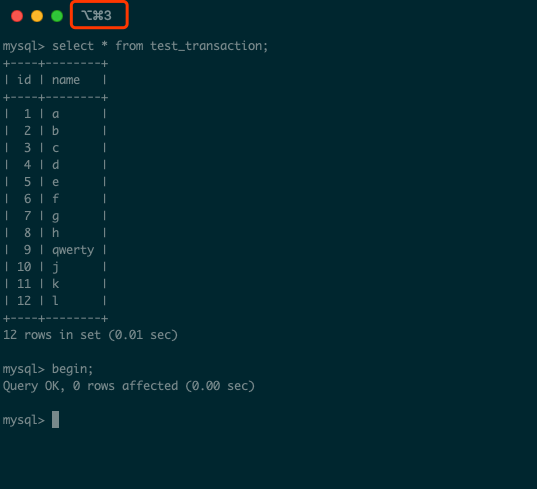 ⌥⌘3
mysql> select * from test_transaction;
+----+--------+
| id | name   |
+----+--------+
|  1 | a      |
|  2 | b      |
|  3 | c      |
|  4 | d      |
|  5 | e      |
|  6 | f      |
|  7 | g      |
|  8 | h      |
|  9 | qwerty |
| 10 | j      |
| 11 | k      |
| 12 | l      |
+----+--------+
12 rows in set (0.01 sec)
mysql> begin;
Query OK, 0 rows affected (0.00 sec)
mysql>